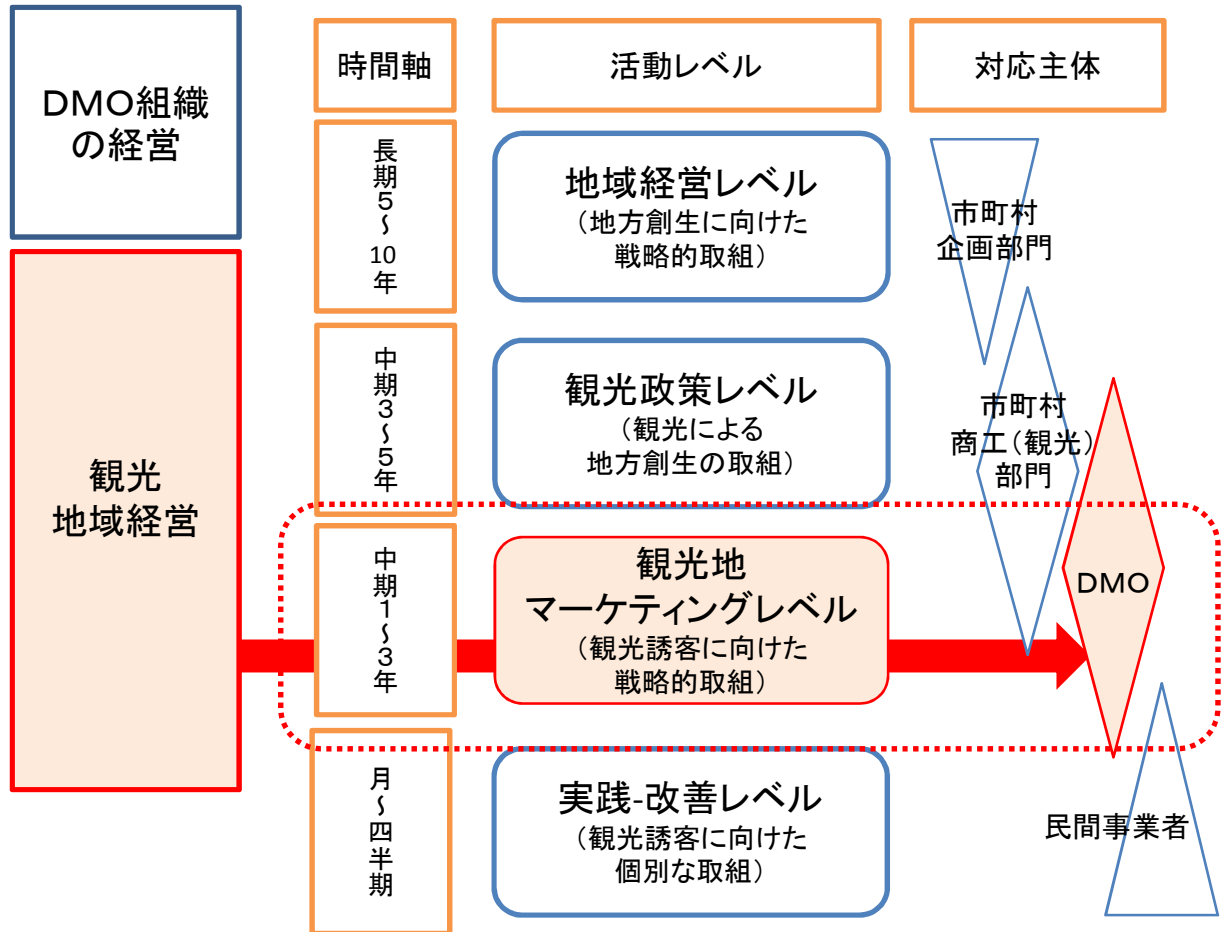 DMO組織
の経営
観光
地域経営
時間軸
活動レベル
対応主体
長期5~10年
地域経営レベル
(地方創生に向けた
戦略的取組)
市町村
企画部門
中期3~5年
観光政策レベル
(観光による
地方創生の取組)
市町村
商工(観光)
部門
中期1~3年
観光地
マーケティングレベル
(観光誘客に向けた
戦略的取組)
DMO
月~四半期
実践-改善レベル
(観光誘客に向けた
個別な取組)
民間事業者